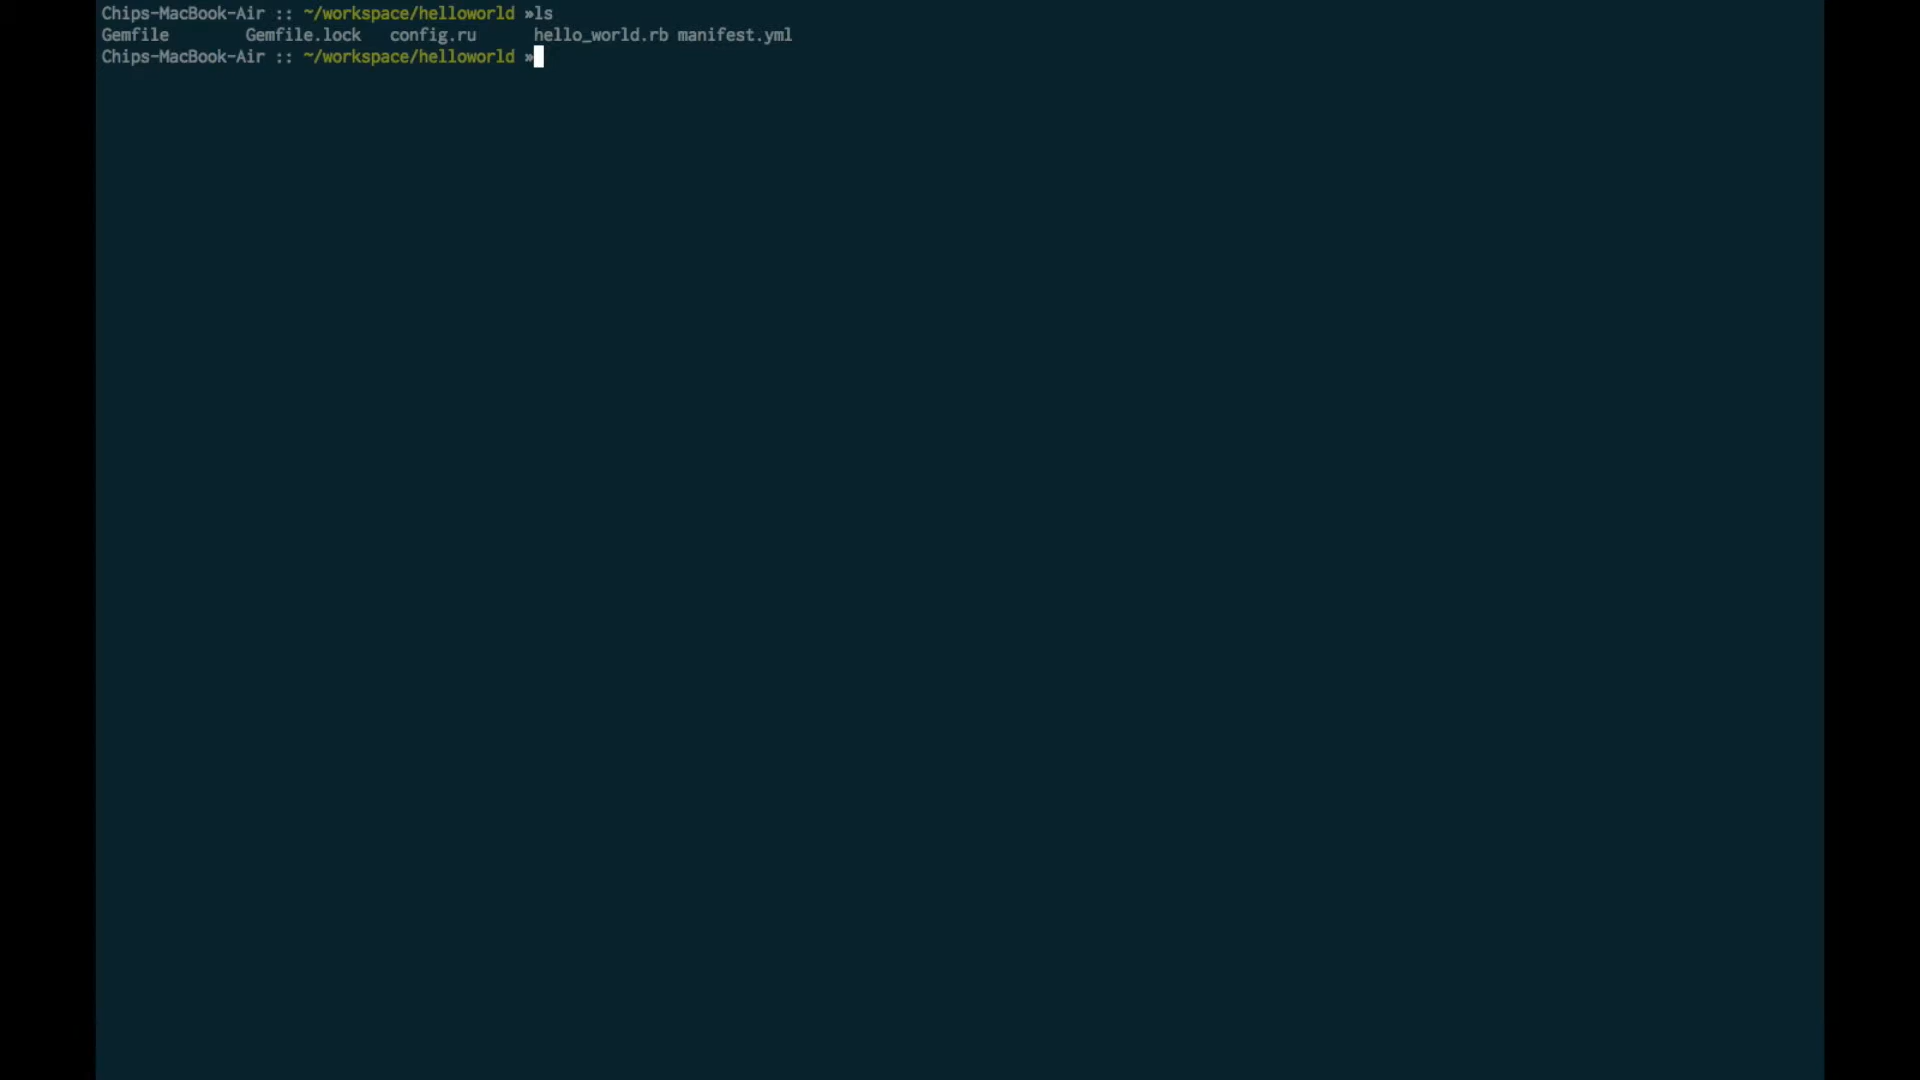 Chips-MacBook-Air :: ~/workspace/helloworld »ls
Gemfile        Gemfile.lock   config.ru      hello_world.rb manifest.yml
Chips-MacBook-Air :: ~/workspace/helloworld »